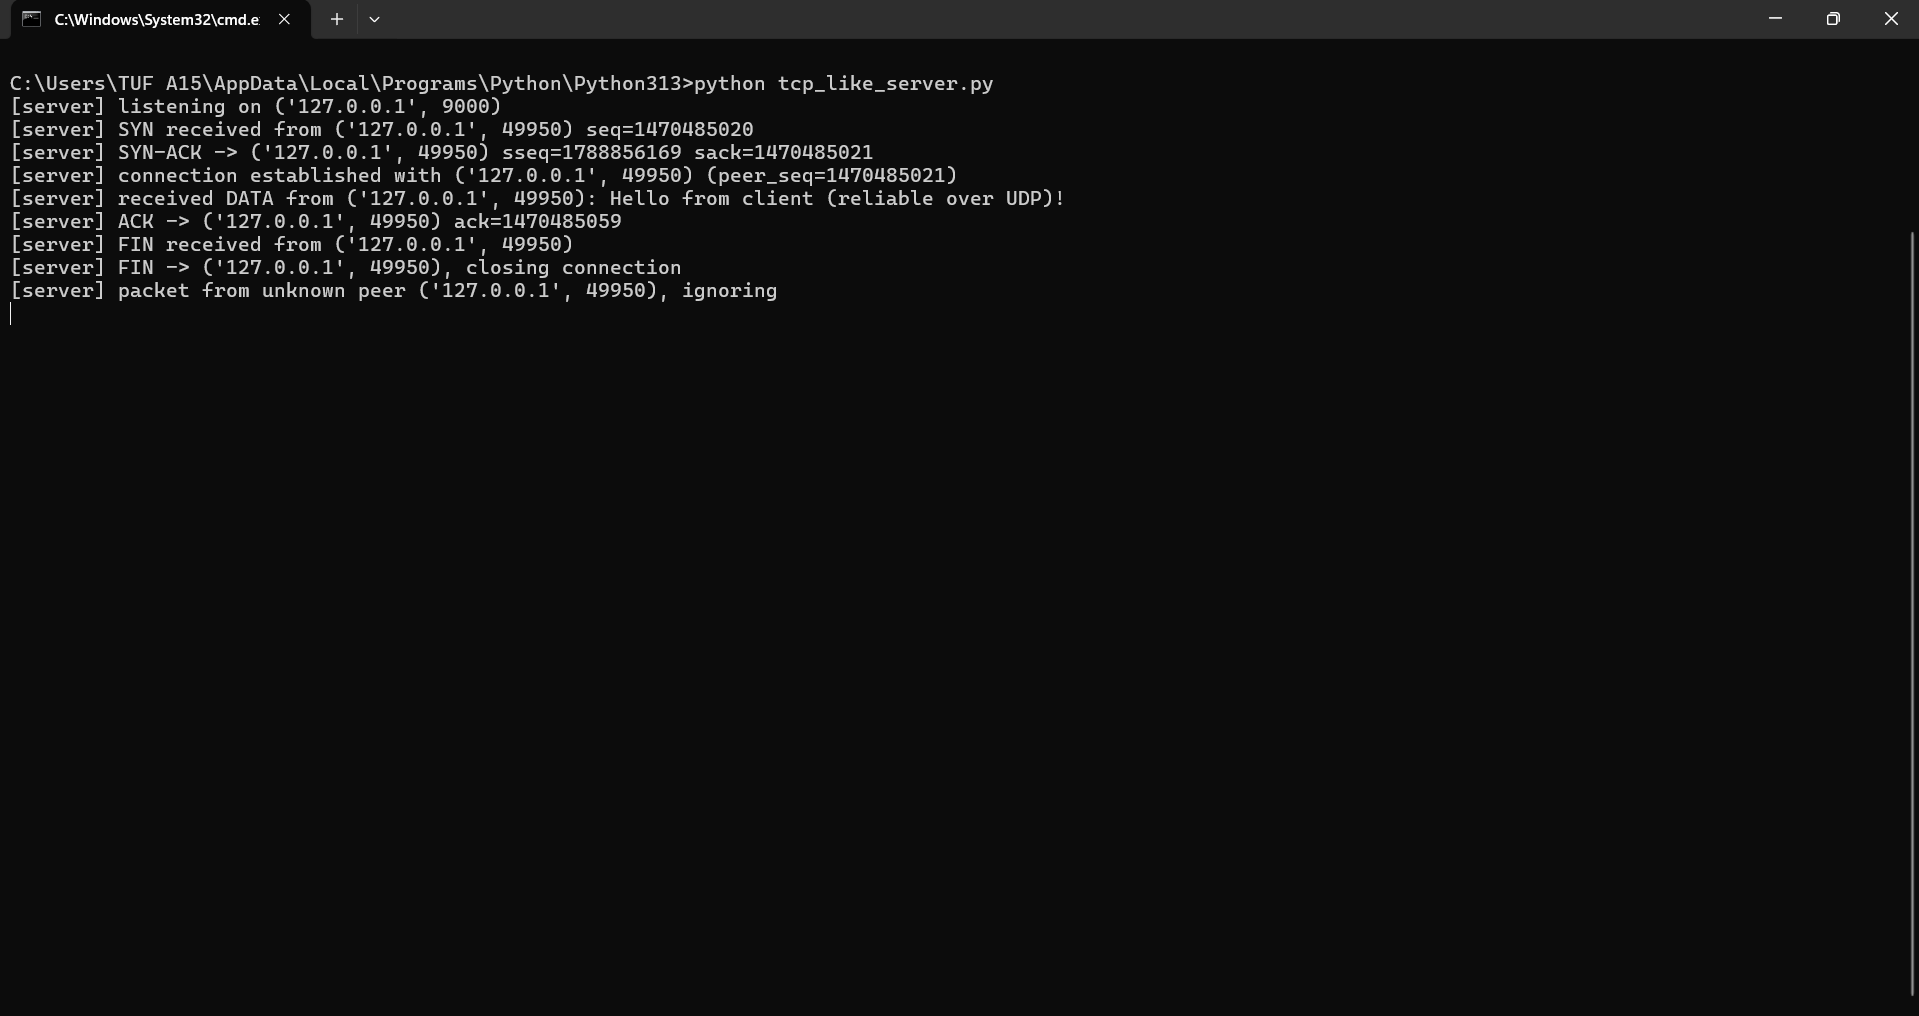 C:\Windows\System32\cmd.e
C:\Users\TUF A15\AppData\Local\Programs\Python\Python313>python tcp_like_server.py
[server] listening on ('127.0.0.1', 9000)
[server] SYN received from ('127.0.0.1', 49950) seq=1470485020
[server] SYN-ACK -> ('127.0.0.1', 49950) sseq=1788856169 sack=1470485021
[server] connection established with ('127.0.0.1', 49950) (peer_seq=1470485021)
[server] received DATA from ('127.0.0.1', 49950): Hello from client (reliable over UDP)!
[server] ACK -> ('127.0.0.1', 49950) ack=1470485059
[server] FIN received from ('127.0.0.1', 49950)
[server] FIN -> ('127.0.0.1', 49950), closing connection
[server] packet from unknown peer ('127.0.0.1', 49950), ignoring